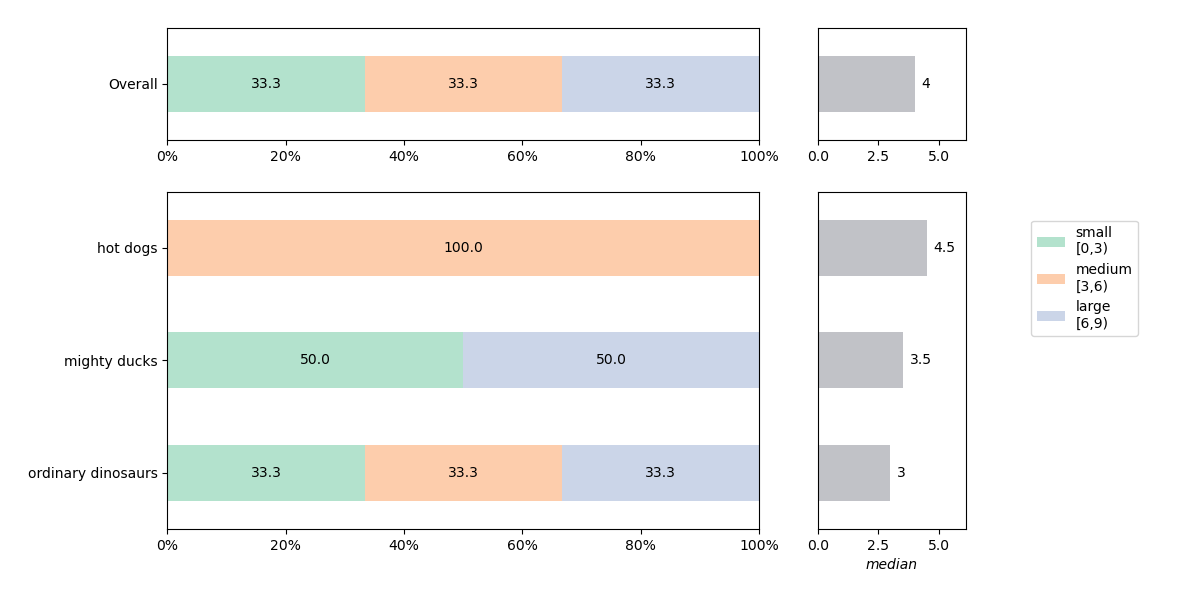 Overall
33.3 33.3 33.3
4
0% 20% 40% 60% 80% 100%
0.0 2.5 5.0
hot dogs
100.0
4.5
mighty ducks
50.0 50.0
3.5
ordinary dinosaurs
33.3 33.3 33.3
3
0% 20% 40% 60% 80% 100%
0.0 2.5 5.0
median
small
[0,3)
medium
[3,6)
large
[6,9)